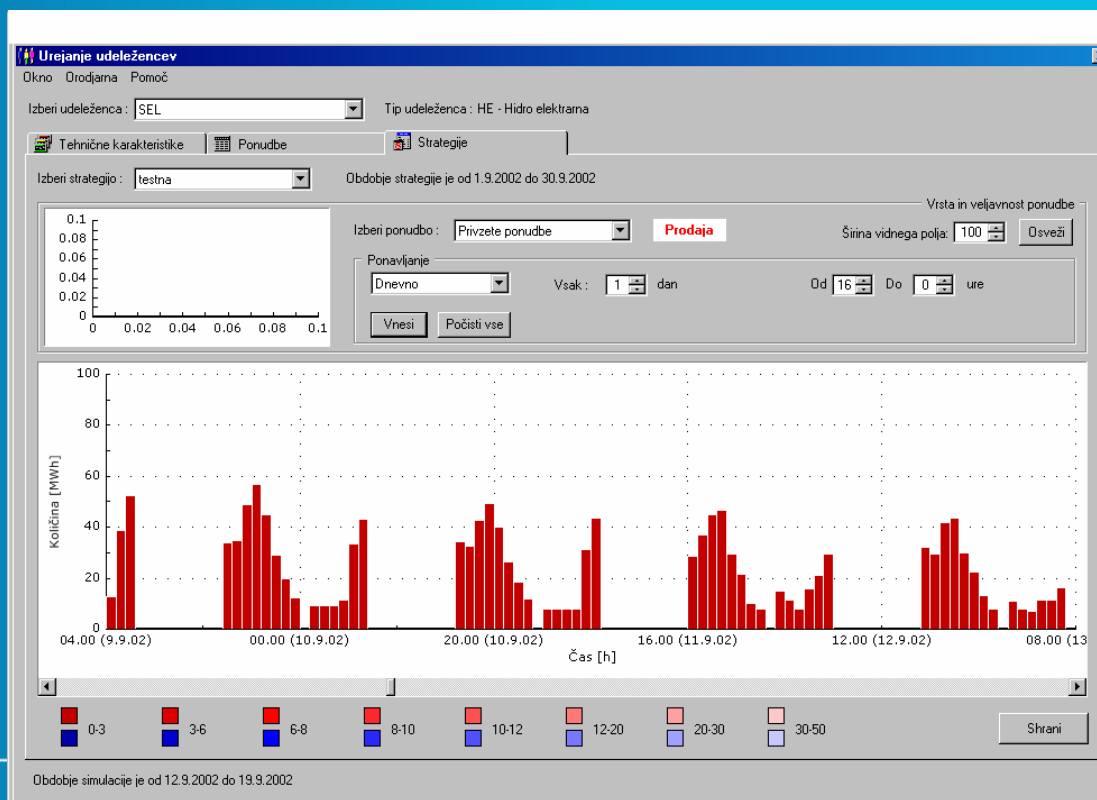 Urejanje udeležencev
Okno Orodjarna Pomoč
Izberi udeleženca : SEL Tip udeleženca : HE - Hidro elektrarna
Tehnične karakteristike Ponudbe Strategije
Izberi strategijo : testna Obdobje strategije je od 1.9.2002 do 30.9.2002
Vrsta in veljavnost ponudbe
0.1
0.08
0.06
0.04
0.02
0
0 0.02 0.04 0.06 0.08 0.1
Izberi ponudbo : Privzete ponudbe Prodaja Širina vidnega polja: 100 Osveži
Ponavljanje
Dnevno Vsak : 1 dan Od 16 Do 0 ure
Vnesi Počisti vse
100
80
60
40
20
0
Količina [MWh]
04.00 (9.9.02) 00.00 (10.9.02) 20.00 (10.9.02) 16.00 (11.9.02) 12.00 (12.9.02) 08.00 (13
Čas [h]
0-3 3-6 6-8 8-10 10-12 12-20 20-30 30-50 Shrani
Obdobje simulacije je od 12.9.2002 do 19.9.2002